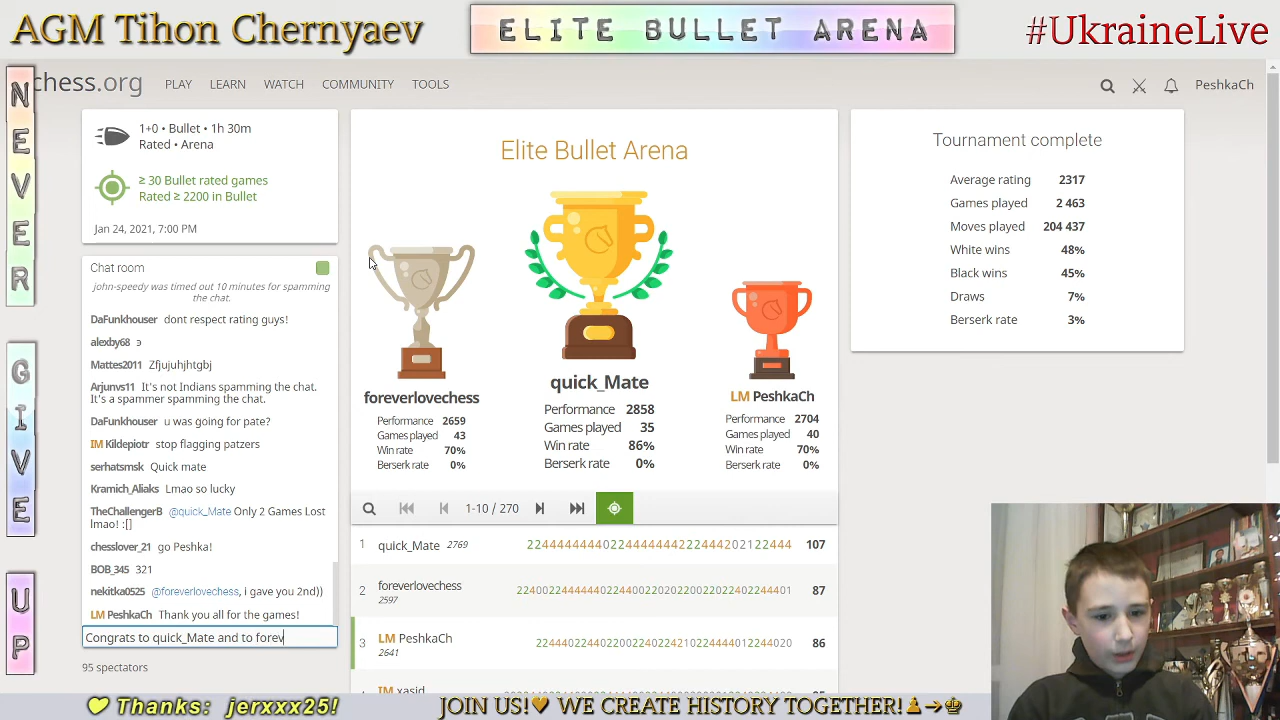 AGM Tihon Chernyaev
ELITE BULLET ARENA
#UkraineLive
NEVER
GIVE
UP
chess.org
PLAY LEARN WATCH COMMUNITY TOOLS
PeshkaCh
1+0 • Bullet • 1h 30m
Rated • Arena
≥ 30 Bullet rated games
Rated ≥ 2200 in Bullet
Jan 24, 2021, 7:00 PM
Chat room
john-speedy was timed out 10 minutes for spamming
the chat.
DaFunkhouser dont respect rating guys!
alexby68 э
Mattes2011 Zfjujuhjhtgbj
Arjunvs11 It's not Indians spamming the chat.
It's a spammer spamming the chat.
DaFunkhouser u was going for pate?
IM Kildepiotr stop flagging patzers
serhatsmsk Quick mate
Kramich_Aliaks Lmao so lucky
TheChallengerB @quick_Mate Only 2 Games Lost
lmao! :[]
chesslover_21 go Peshka!
BOB_345 321
nekitka0525 @foreverlovechess, i gave you 2nd))
LM PeshkaCh Thank you all for the games!
Congrats to quick_Mate and to forev
95 spectators
Elite Bullet Arena
foreverlovechess
Performance 2659
Games played 43
Win rate 70%
Berserk rate 0%
quick_Mate
Performance 2858
Games played 35
Win rate 86%
Berserk rate 0%
LM PeshkaCh
Performance 2704
Games played 40
Win rate 70%
Berserk rate 0%
1-10 / 270
1 quick_Mate 2769 22444444402244444422444202122444 107
2 foreverlovechess 2597 87
3 LM PeshkaCh 2641 86
IM xasid
Tournament complete
Average rating 2317
Games played 2 463
Moves played 204 437
White wins 48%
Black wins 45%
Draws 7%
Berserk rate 3%
Thanks: jerxxx25!
JOIN US! WE CREATE HISTORY TOGETHER!